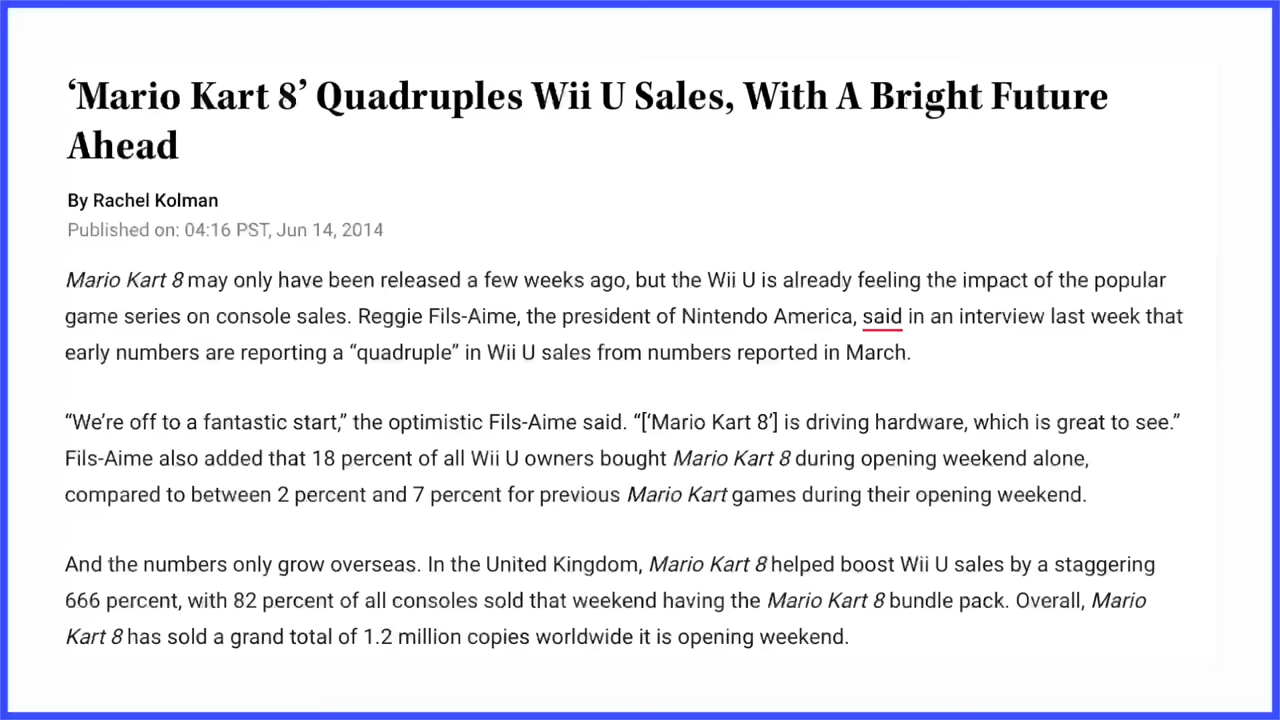 ‘Mario Kart 8’ Quadruples Wii U Sales, With A Bright Future
Ahead
By Rachel Kolman
Published on: 04:16 PST, Jun 14, 2014
Mario Kart 8 may only have been released a few weeks ago, but the Wii U is already feeling the impact of the popular
game series on console sales. Reggie Fils-Aime, the president of Nintendo America, said in an interview last week that
early numbers are reporting a “quadruple” in Wii U sales from numbers reported in March.
“We’re off to a fantastic start,” the optimistic Fils-Aime said. “[‘Mario Kart 8’] is driving hardware, which is great to see.”
Fils-Aime also added that 18 percent of all Wii U owners bought Mario Kart 8 during opening weekend alone,
compared to between 2 percent and 7 percent for previous Mario Kart games during their opening weekend.
And the numbers only grow overseas. In the United Kingdom, Mario Kart 8 helped boost Wii U sales by a staggering
666 percent, with 82 percent of all consoles sold that weekend having the Mario Kart 8 bundle pack. Overall, Mario
Kart 8 has sold a grand total of 1.2 million copies worldwide it is opening weekend.